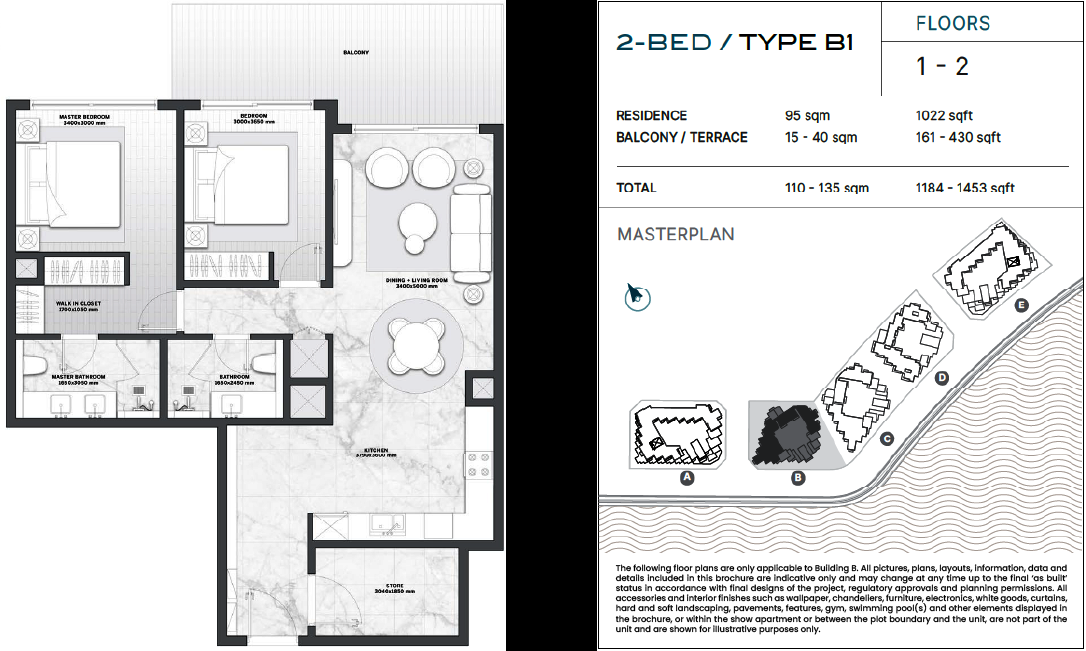 BALCONY
MASTER BEDROOM
3400x3000 mm
BEDROOM
3000x3650 mm
DINING + LIVING ROOM
3400x5000 mm
WALK IN CLOSET
1700x1050 mm
MASTER BATHROOM
1650x3050 mm
BATHROOM
1650x2450 mm
KITCHEN
STORE
3040x1850 mm
2-BED / TYPE B1
FLOORS
1 - 2
RESIDENCE 95 sqm 1022 sqft
BALCONY / TERRACE 15 - 40 sqm 161 - 430 sqft
TOTAL 110 - 135 sqm 1184 - 1453 sqft
MASTERPLAN
E
D
C
A
B
The following floor plans are only applicable to Building B. All pictures, plans, layouts, information, data and
details included in this brochure are indicative only and may change at any time up to the final 'as built'
status in accordance with final designs of the project, regulatory approvals and planning permissions. All
accessories and interior finishes such as wallpaper, chandeliers, furniture, electronics, white goods, curtains,
hard and soft landscaping, pavements, features, gym, swimming pool(s) and other elements displayed in
the brochure, or within the show apartment or between the plot boundary and the unit, are not part of the
unit and are shown for illustrative purposes only.